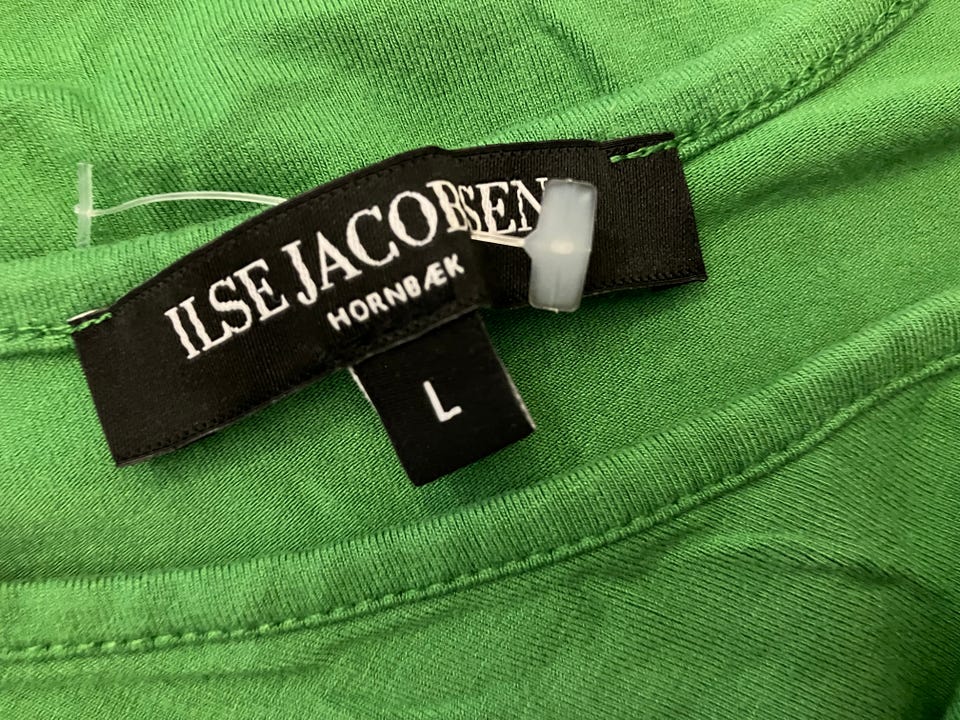 ILSE JACOBSEN
HORNBÆK
L